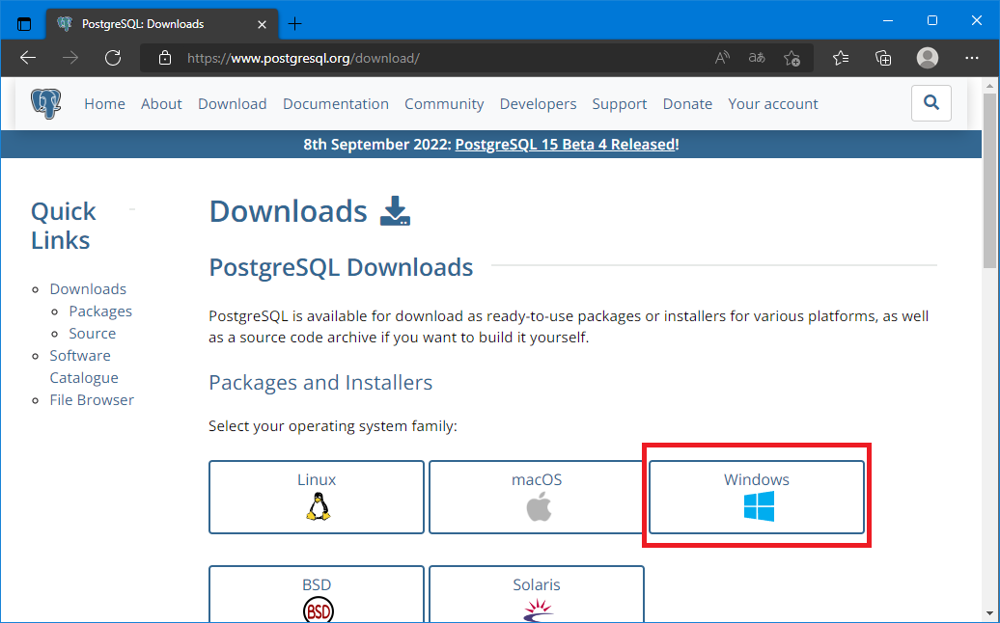 PostgreSQL: Downloads
https://www.postgresql.org/download/
Home About Download Documentation Community Developers Support Donate Your account
8th September 2022: PostgreSQL 15 Beta 4 Released!
Quick
Links
Downloads
Packages
Source
Software
Catalogue
File Browser
Downloads
PostgreSQL Downloads
PostgreSQL is available for download as ready-to-use packages or installers for various platforms, as well
as a source code archive if you want to build it yourself.
Packages and Installers
Select your operating system family:
Linux
macOS
Windows
BSD
BSD
Solaris